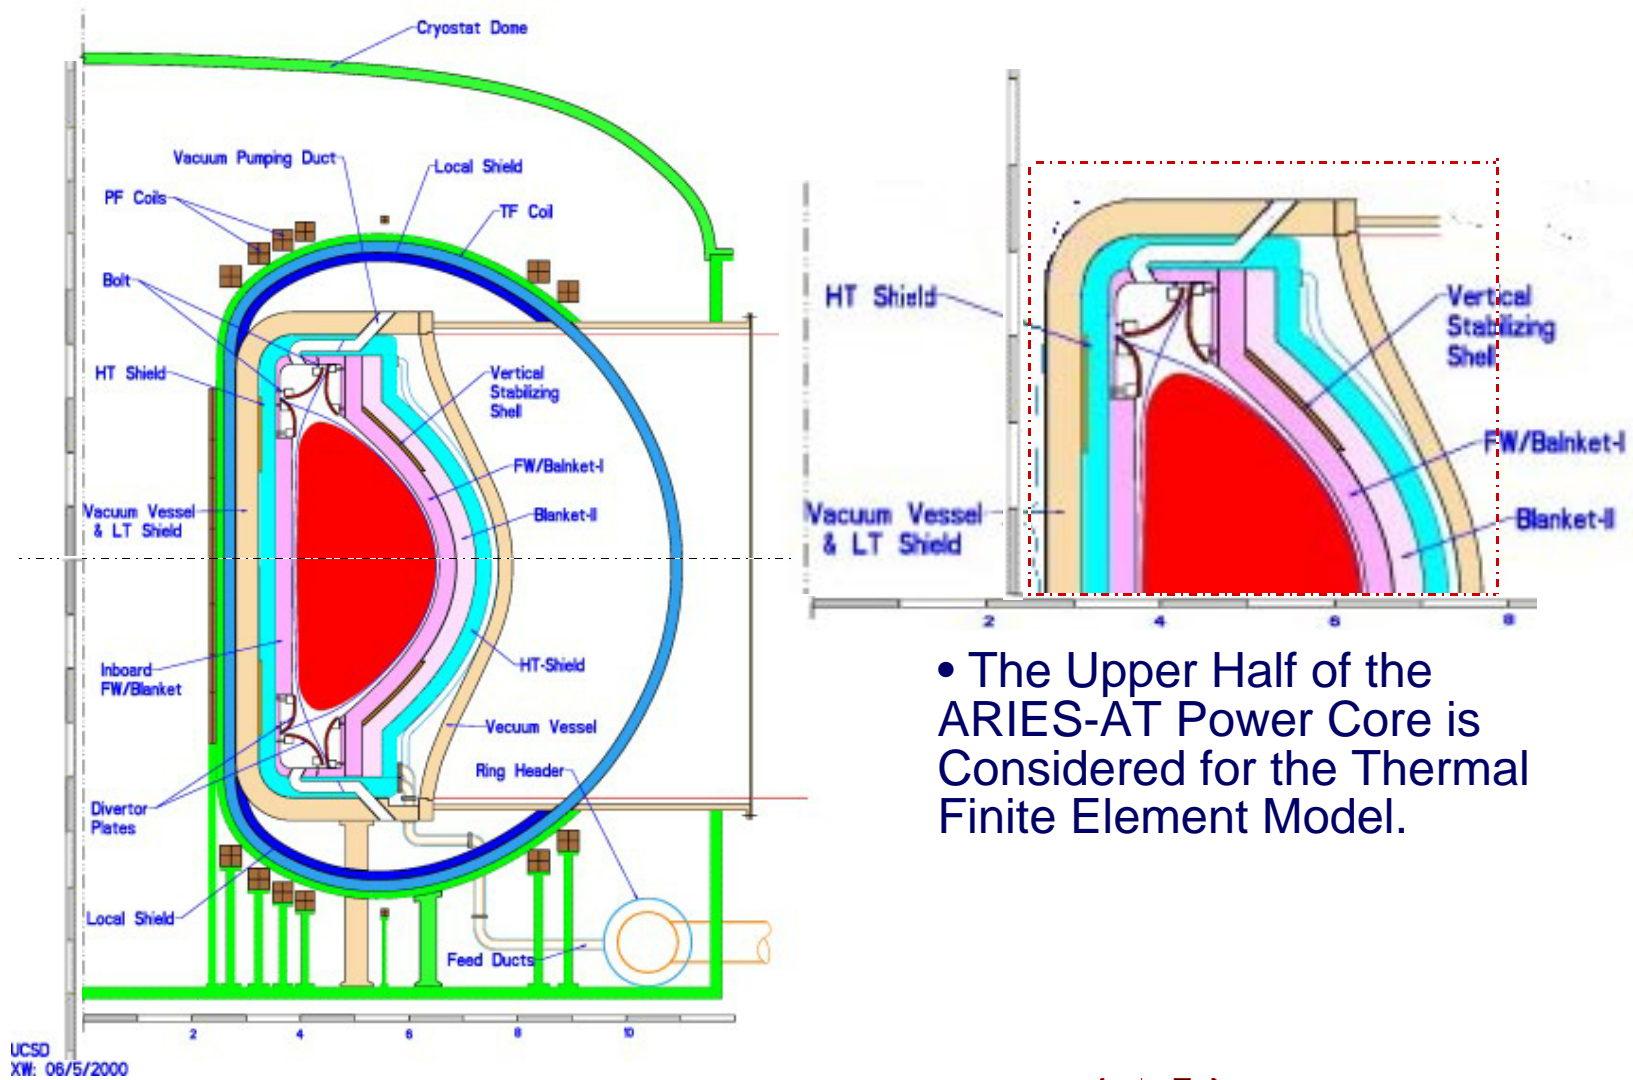 Cryostat Dome
Vacuum Pumping Duct
Local Shield
PF Coils
TF Coil
Bolt
HT Shield
Vertical
Stabilizing
Shell
FW/Balnket-I
Vacuum Vessel
& LT Shield
Blanket-II
Inboard
FW/Blanket
HT-Shield
Vacuum Vessel
Ring Header
Divertor
Plates
Local Shield
Feed Ducts
2 4 6 8 10
UCSD
XW: 06/5/2000
HT Shield
Vertical
Stabilizing
Shell
FW/Balnket-I
Vacuum Vessel
& LT Shield
Blanket-II
2 4 6 8
• The Upper Half of the
ARIES-AT Power Core is
Considered for the Thermal
Finite Element Model.